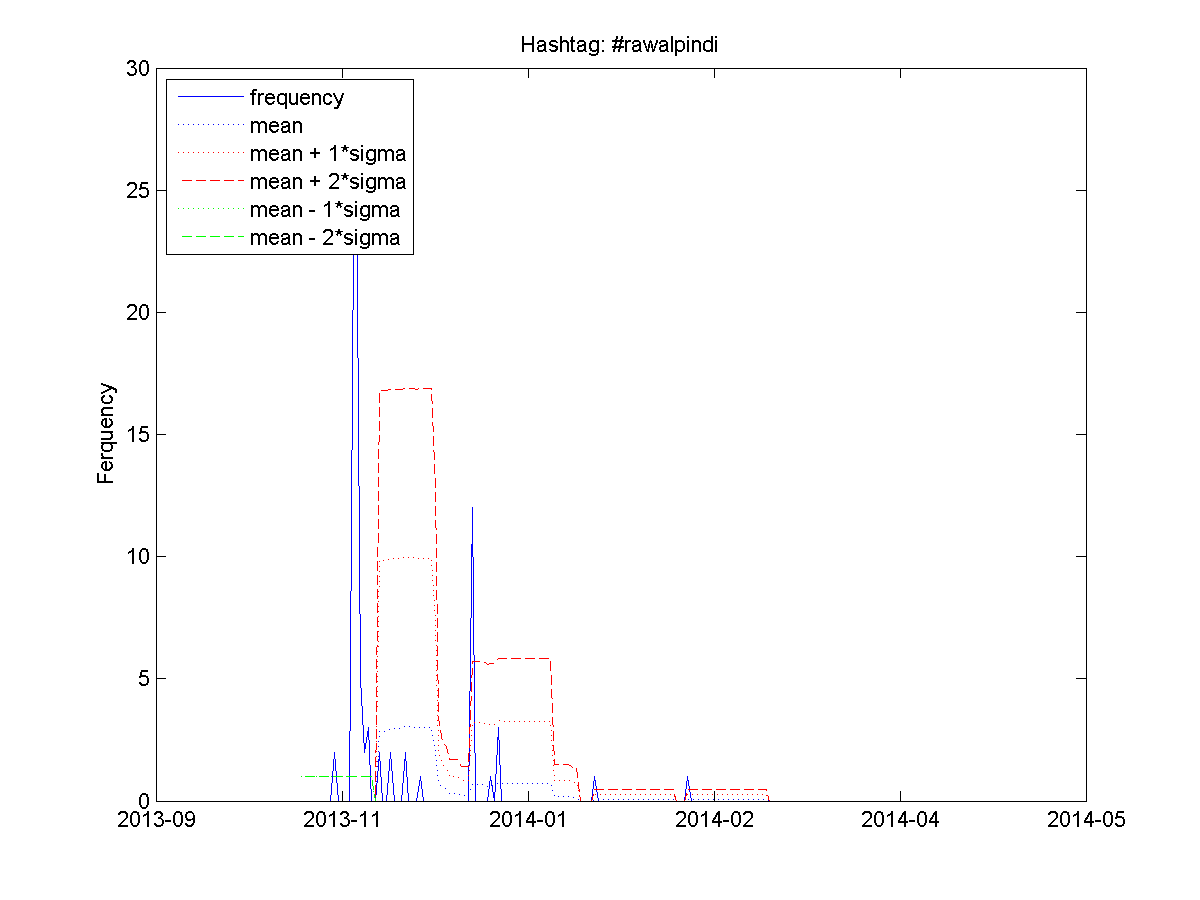 Hashtag: #rawalpindi
30
frequency
mean
mean + 1*sigma
mean + 2*sigma
mean - 1*sigma
mean - 2*sigma
25
20
15
10
5
0
Ferquency
2013-09 2013-11 2014-01 2014-02 2014-04 2014-05